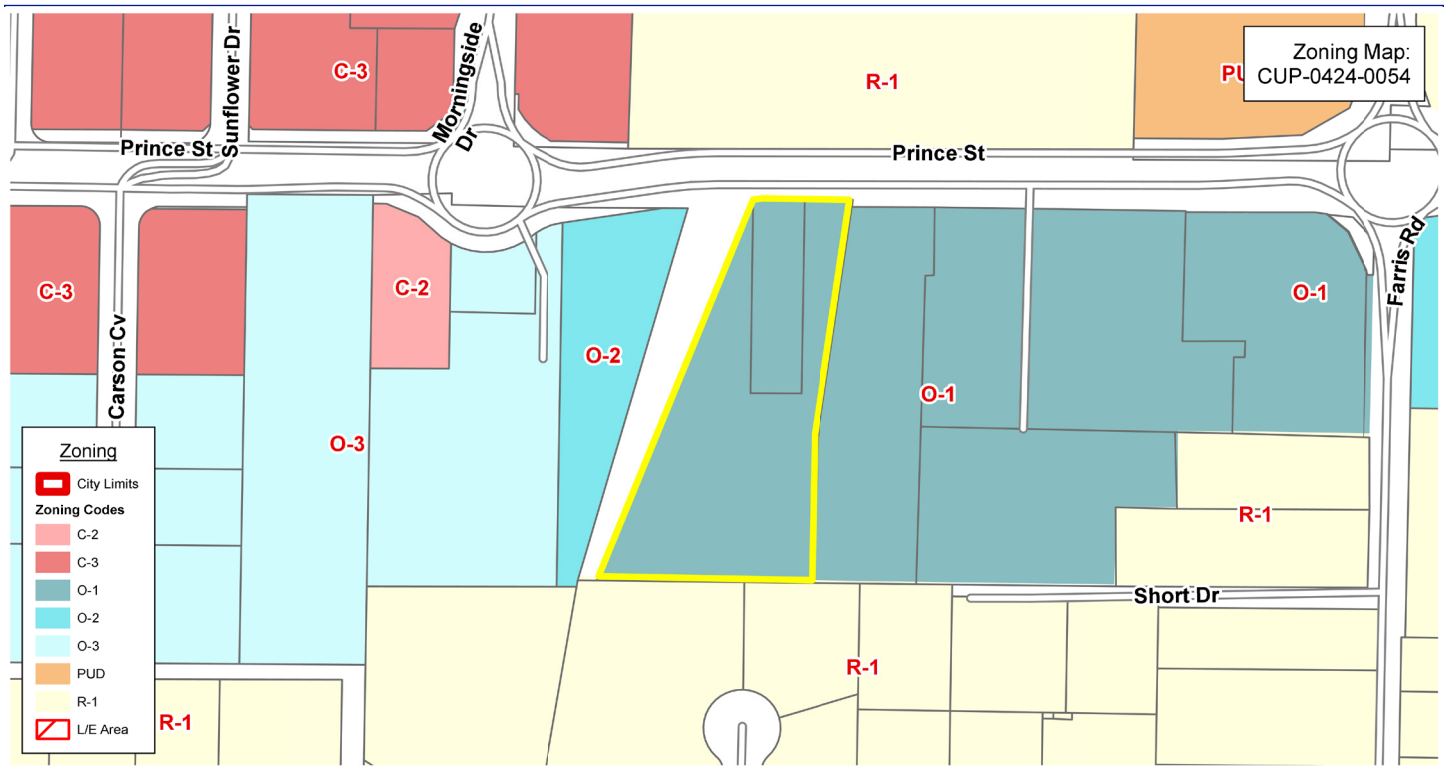 Zoning Map:
CUP-0424-0054
C-3
R-1
PU
Sunflower Dr
Morningside
Dr
Prince St
Prince St
C-3
C-2
O-1
Farris Rd
Carson Cv
O-2
O-1
O-3
R-1
Short Dr
R-1
R-1
Zoning
City Limits
Zoning Codes
C-2
C-3
O-1
O-2
O-3
PUD
R-1
L/E Area